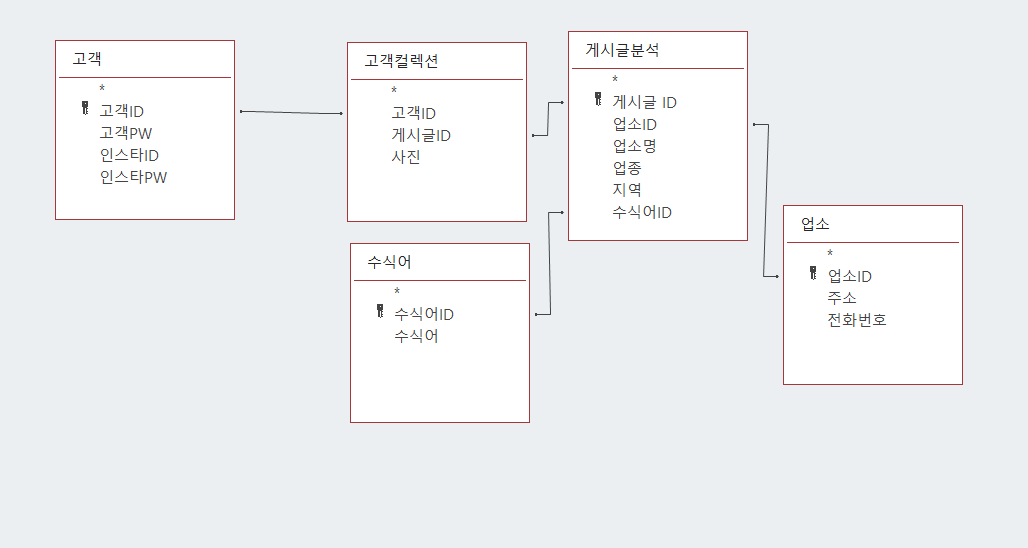 고객
*
고객ID
고객PW
인스타ID
인스타PW
고객컬렉션
*
고객ID
게시글ID
사진
게시글분석
*
게시글 ID
업소ID
업소명
업종
지역
수식어ID
수식어
*
수식어ID
수식어
업소
*
업소ID
주소
전화번호